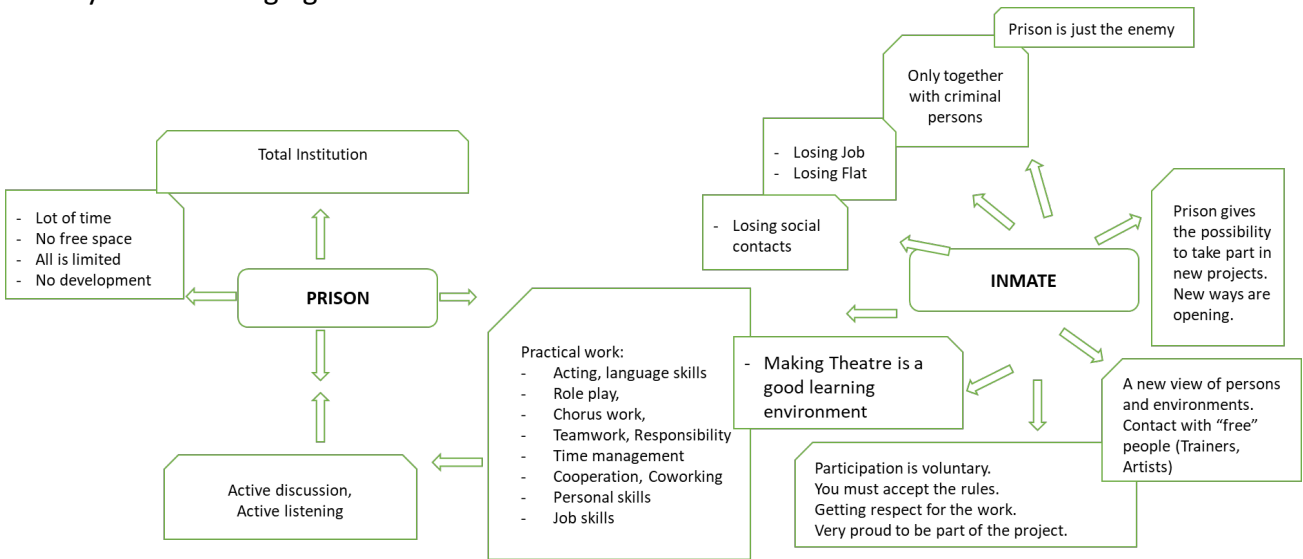 Prison is just the enemy
Only together
with criminal
persons
- Losing Job
- Losing Flat
- Losing social
contacts
Total Institution
- Lot of time
- No free space
- All is limited
- No development
PRISON
INMATE
Prison gives
the possibility
to take part in
new projects.
New ways are
opening.
Practical work:
- Acting, language skills
- Role play,
- Chorus work,
- Teamwork, Responsibility
- Time management
- Cooperation, Coworking
- Personal skills
- Job skills
- Making Theatre is a
good learning
environment
A new view of persons
and environments.
Contact with “free”
people (Trainers,
Artists)
Active discussion,
Active listening
Participation is voluntary.
You must accept the rules.
Getting respect for the work.
Very proud to be part of the project.